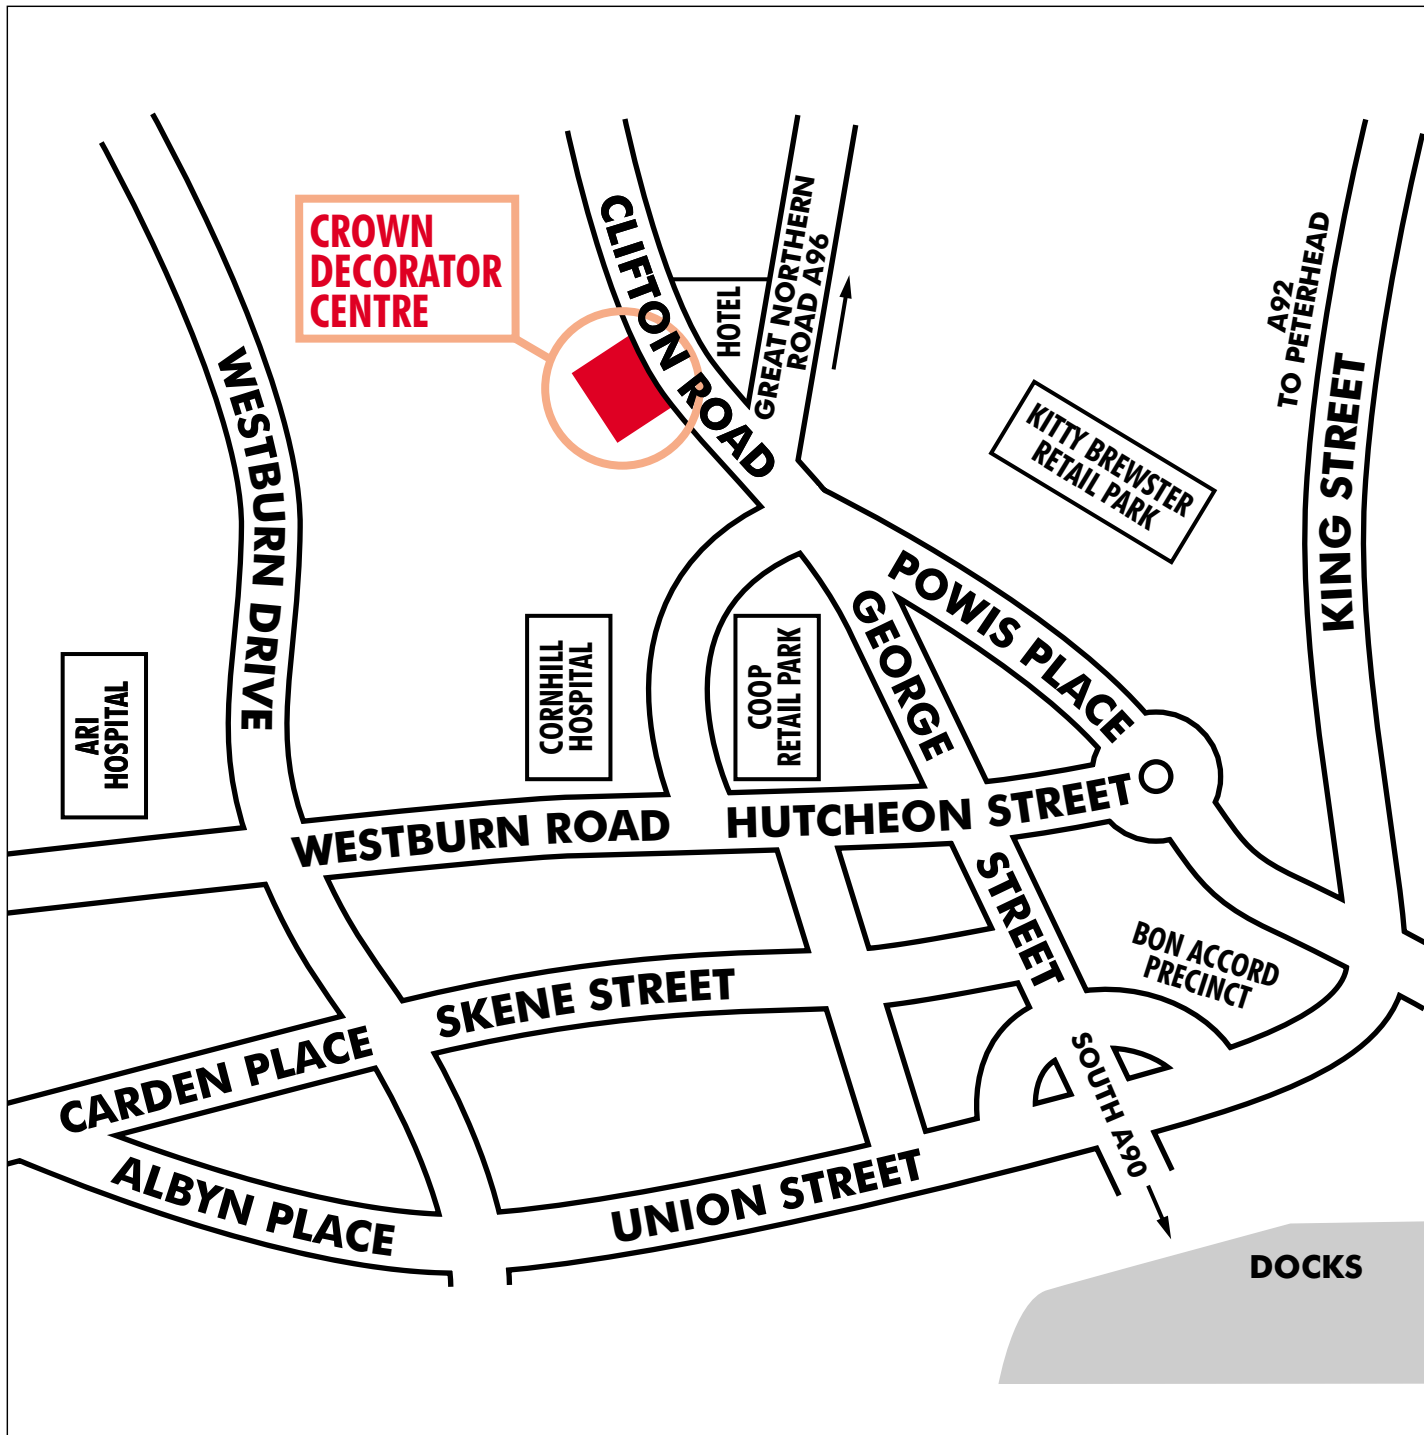 CROWN
DECORATOR
CENTRE
CLIFTON ROAD
HOTEL
GREAT NORTHERN
ROAD A96
A92
TO PETERHEAD
KING STREET
KITTY BREWSTER
RETAIL PARK
WESTBURN DRIVE
POWIS PLACE
GEORGE
STREET
ARI
HOSPITAL
CORNHILL
HOSPITAL
COOP
RETAIL PARK
WESTBURN ROAD
HUTCHEON STREET
BON ACCORD
PRECINCT
SKENE STREET
CARDEN PLACE
SOUTH A90
ALBYN PLACE
UNION STREET
DOCKS